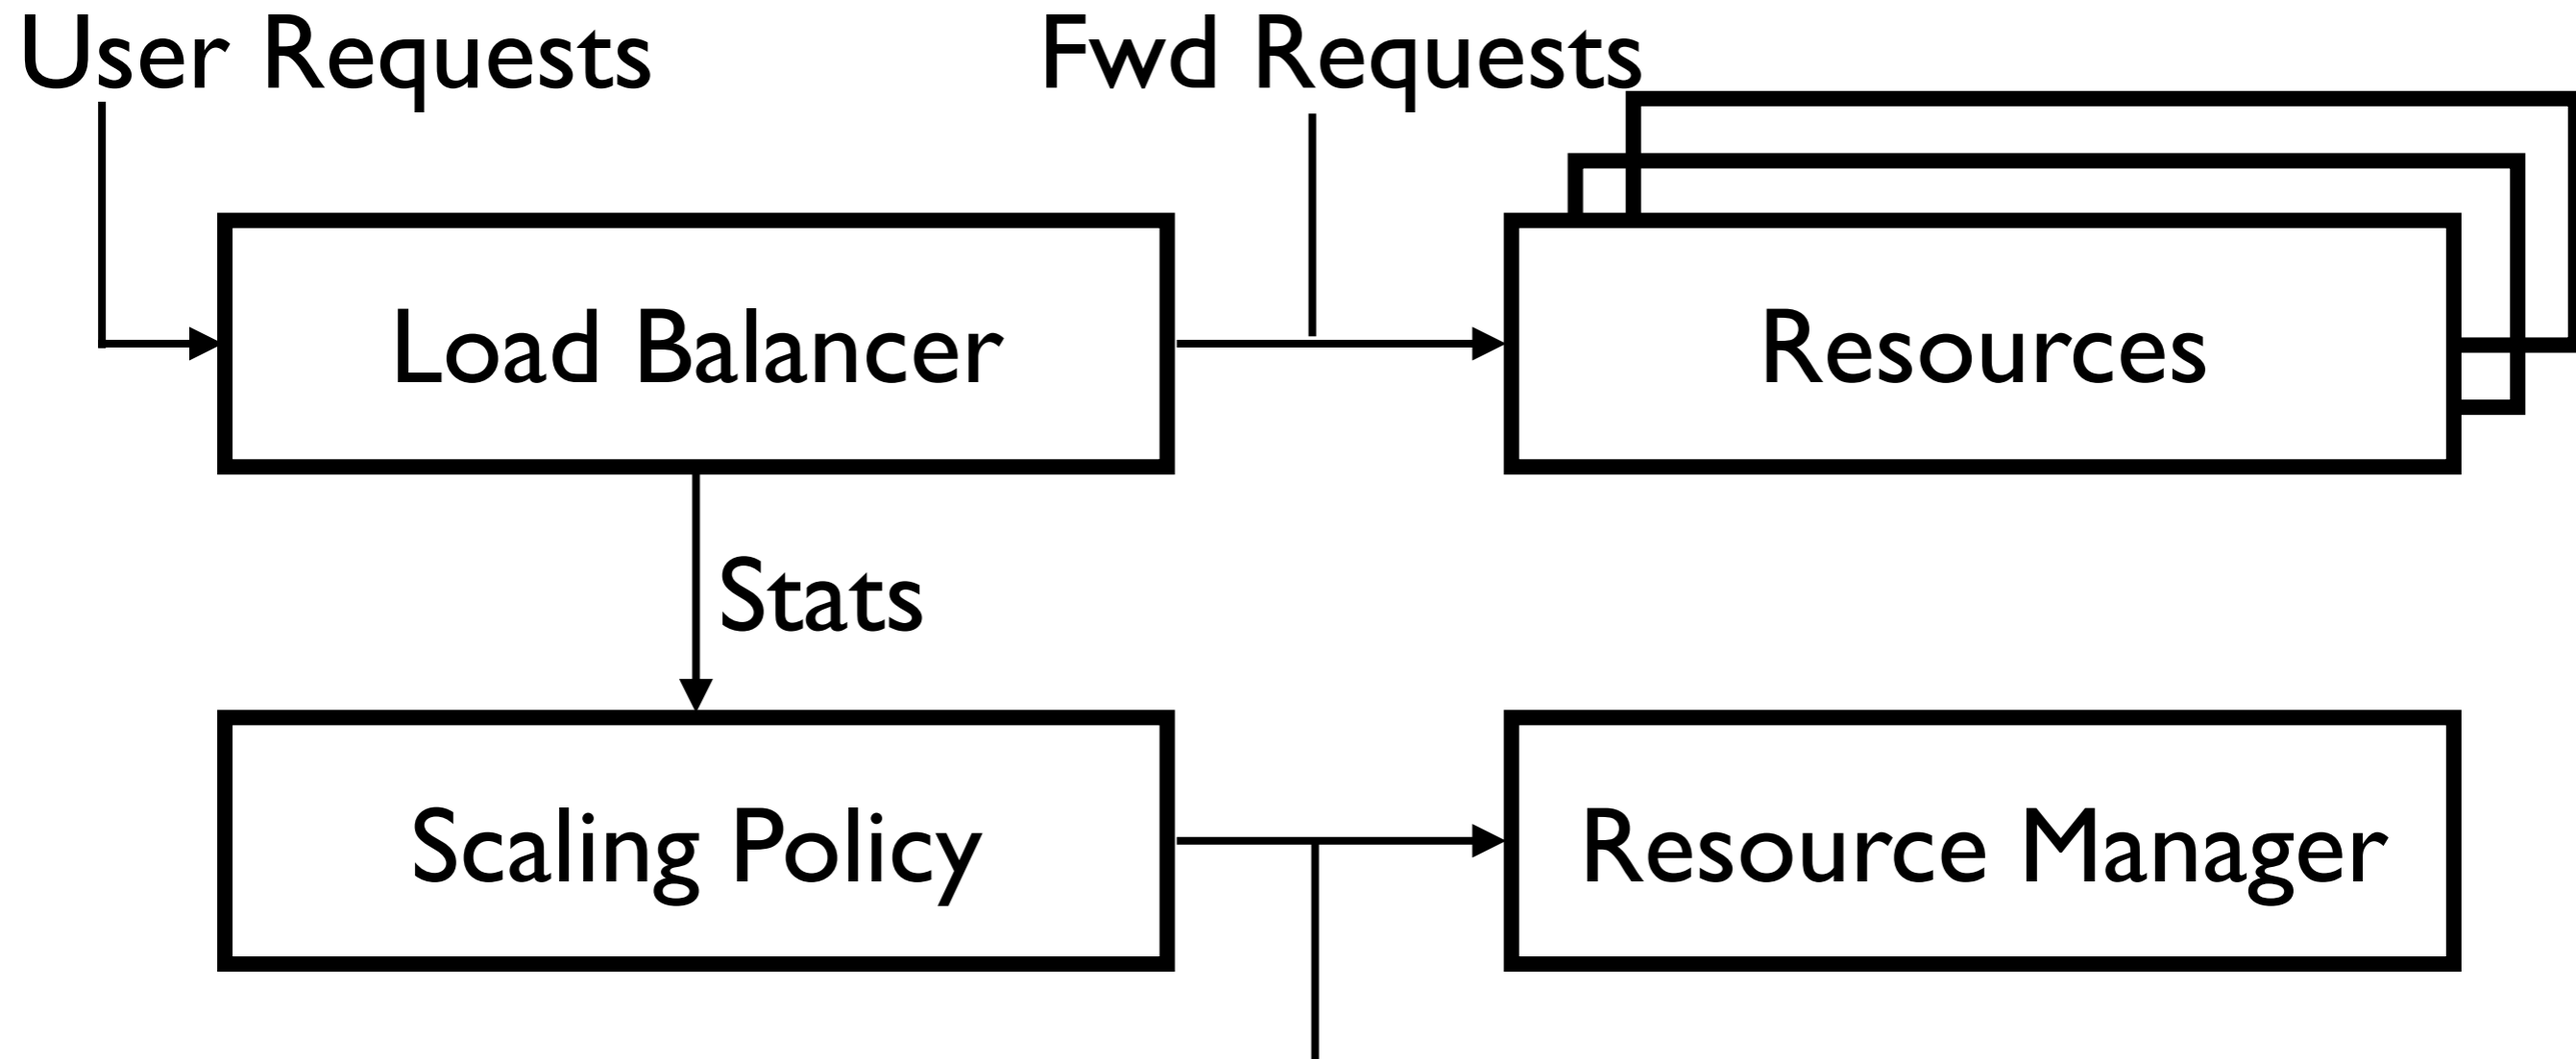 User Requests
Fwd Requests
Load Balancer
Resources
Stats
Scaling Policy
Resource Manager